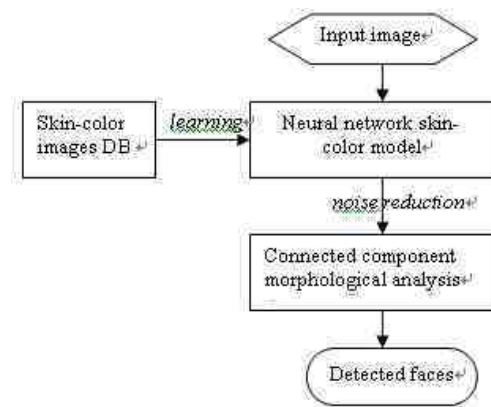 Input image
Skin-color
images DB
learning
Neural network skin-
color model
noise reduction
Connected component
morphological analysis
Detected faces